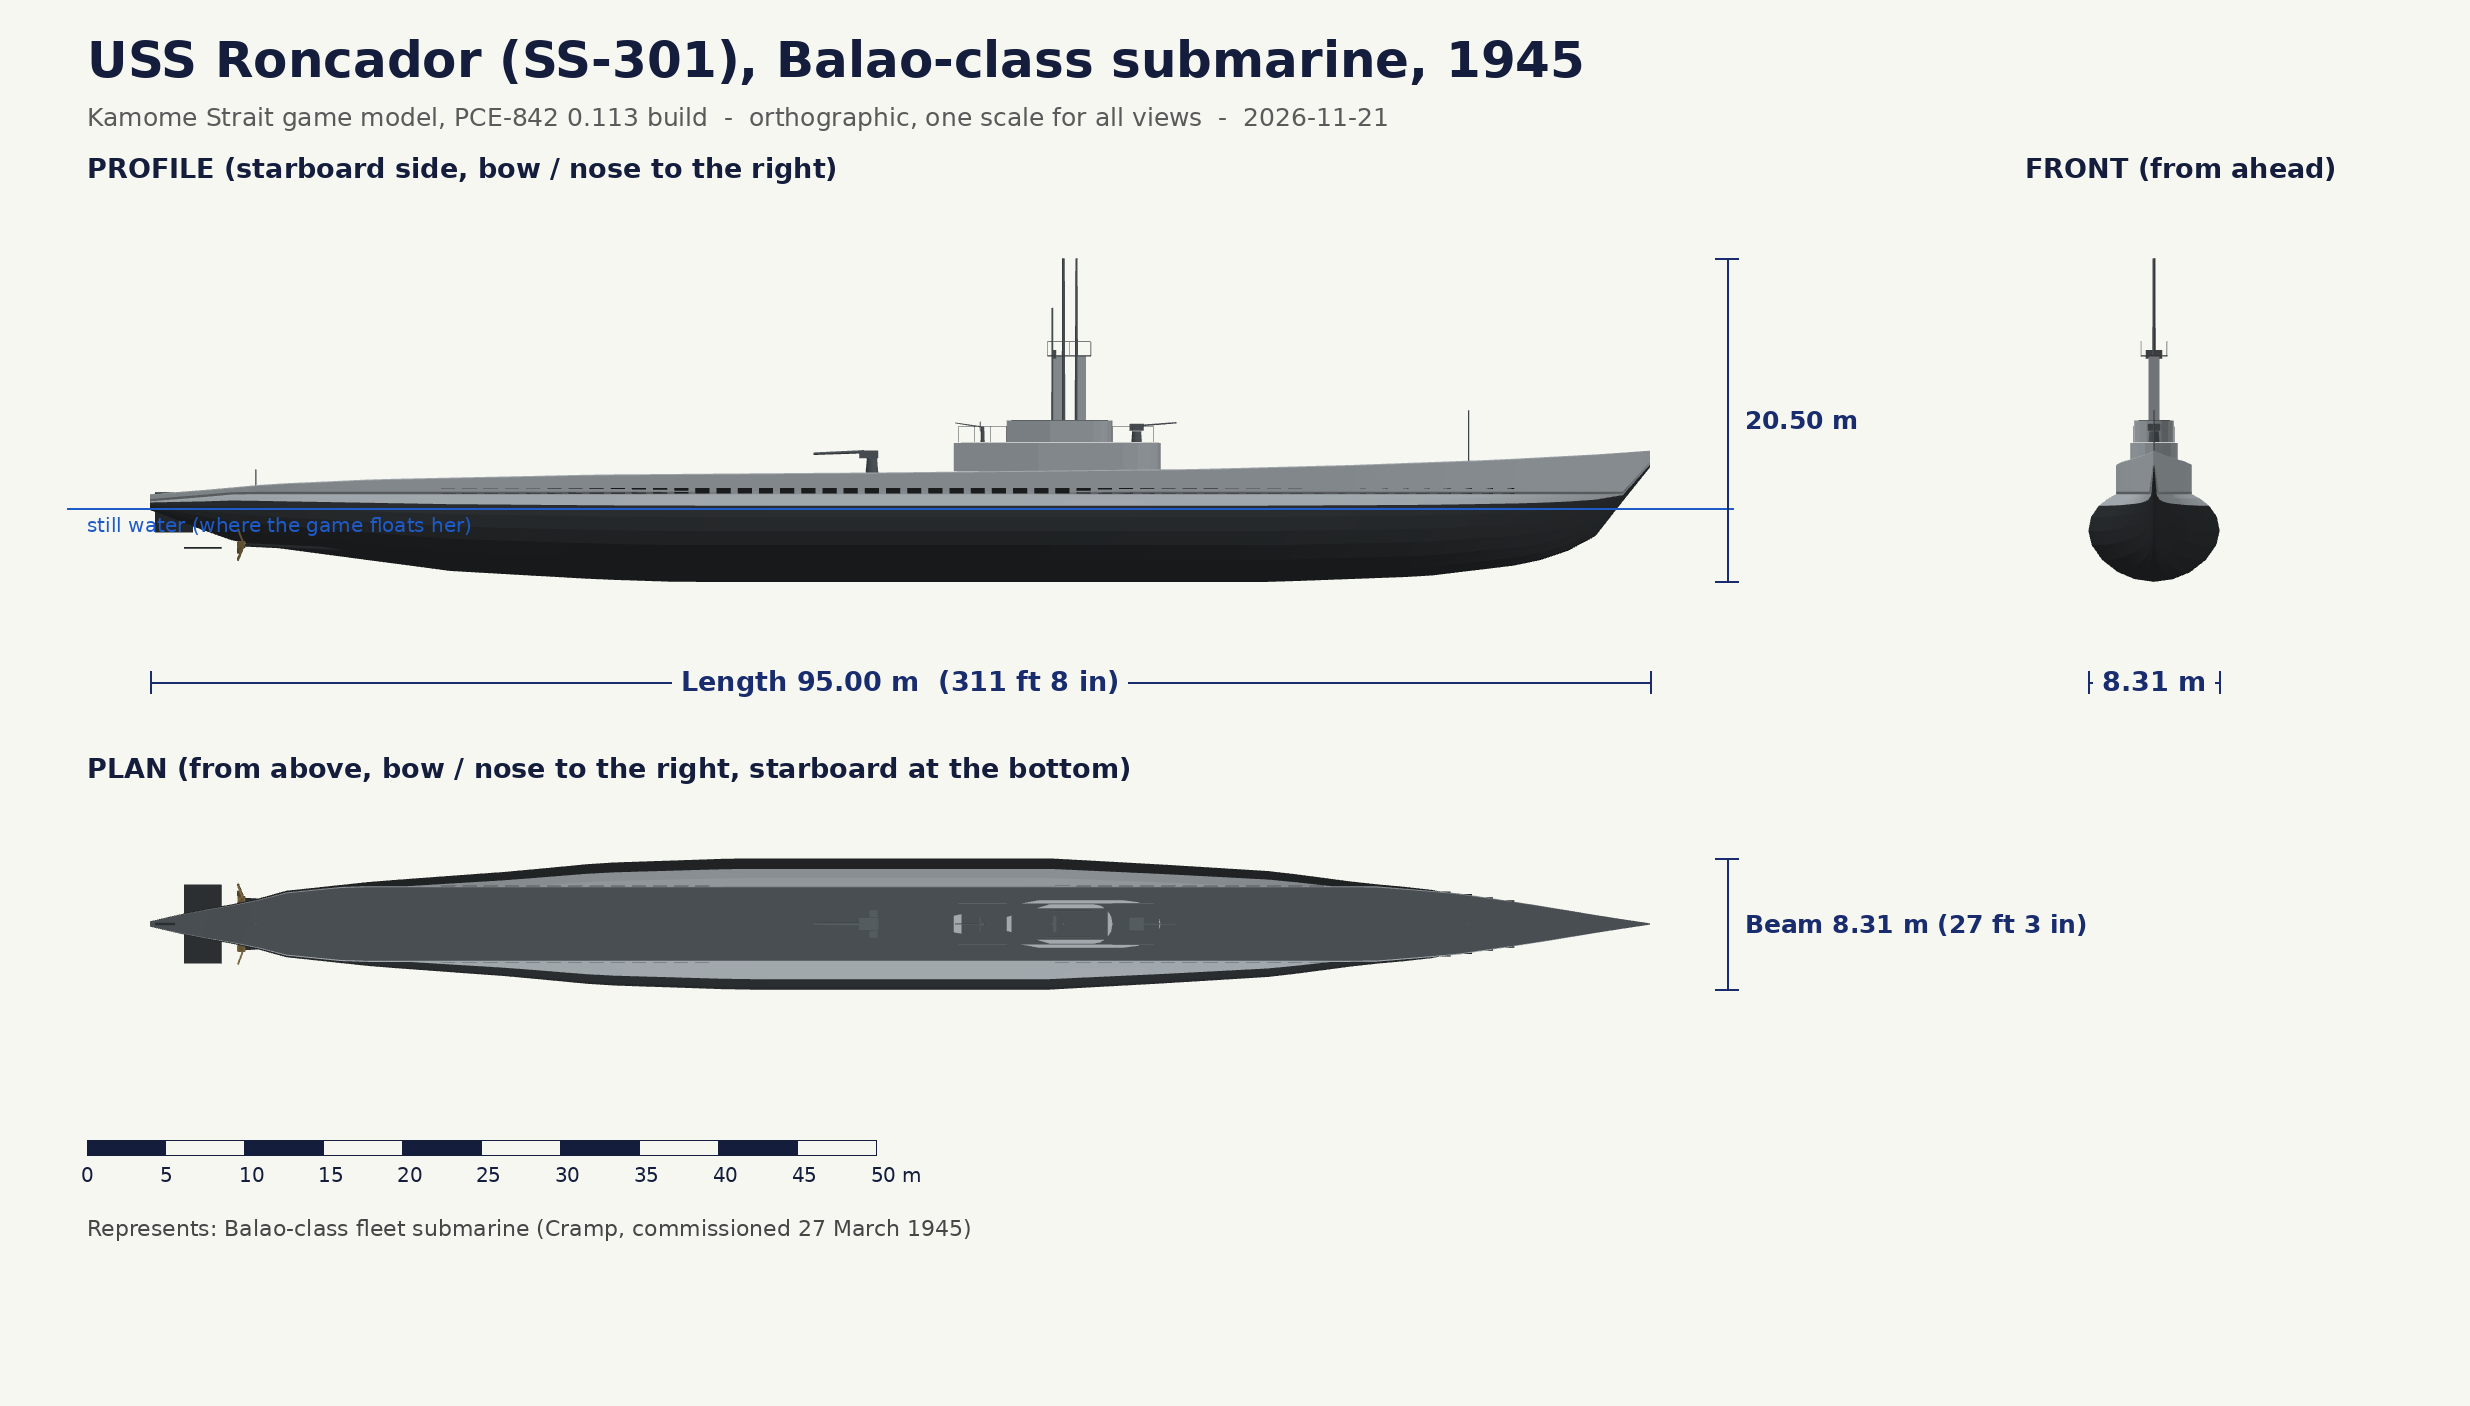 USS Roncador (SS-301), Balao-class submarine, 1945
Kamome Strait game model, PCE-842 0.113 build - orthographic, one scale for all views - 2026-11-21
PROFILE (starboard side, bow / nose to the right)
FRONT (from ahead)
20.50 m
still water (where the game floats her)
Length 95.00 m (311 ft 8 in)
8.31 m
PLAN (from above, bow / nose to the right, starboard at the bottom)
Beam 8.31 m (27 ft 3 in)
0 5 10 15 20 25 30 35 40 45 50 m
Represents: Balao-class fleet submarine (Cramp, commissioned 27 March 1945)